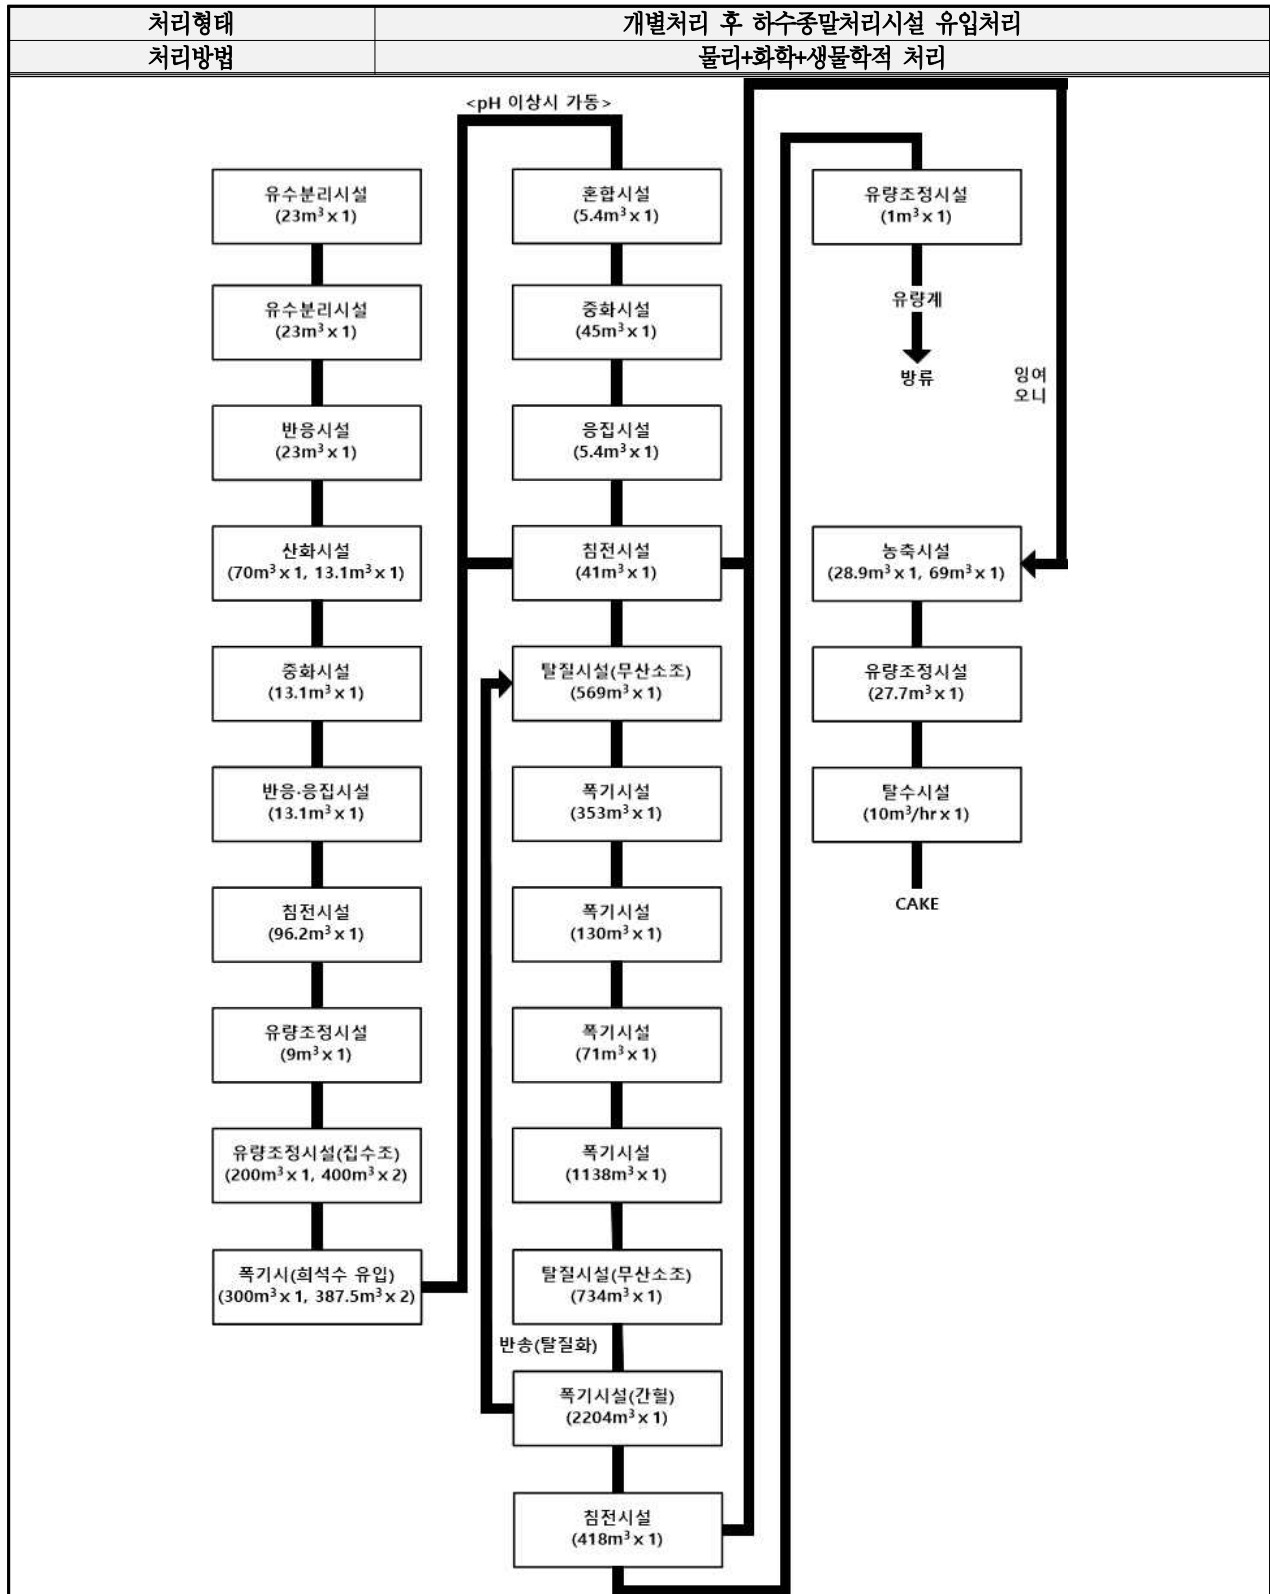 처리형태 개별처리 후 하수종말처리시설 유입처리
처리방법 물리+화학+생물학적 처리
<pH 이상시 가동>
유수분리시설
(23m³ x 1)
유수분리시설
(23m³ x 1)
반응시설
(23m³ x 1)
산화시설
(70m³ x 1, 13.1m³ x 1)
중화시설
(13.1m³ x 1)
반응·응집시설
(13.1m³ x 1)
침전시설
(96.2m³ x 1)
유량조정시설
(9m³ x 1)
유량조정시설(집수조)
(200m³ x 1, 400m³ x 2)
폭기시(희석수 유입)
(300m³ x 1, 387.5m³ x 2)
혼합시설
(5.4m³ x 1)
중화시설
(45m³ x 1)
응집시설
(5.4m³ x 1)
침전시설
(41m³ x 1)
탈질시설(무산소조)
(569m³ x 1)
폭기시설
(353m³ x 1)
폭기시설
(130m³ x 1)
폭기시설
(71m³ x 1)
폭기시설
(1138m³ x 1)
탈질시설(무산소조)
(734m³ x 1)
반송(탈질화)
폭기시설(간헐)
(2204m³ x 1)
침전시설
(418m³ x 1)
유량조정시설
(1m³ x 1)
유량계
방류
잉여
오니
농축시설
(28.9m³ x 1, 69m³ x 1)
유량조정시설
(27.7m³ x 1)
탈수시설
(10m³/hr x 1)
CAKE